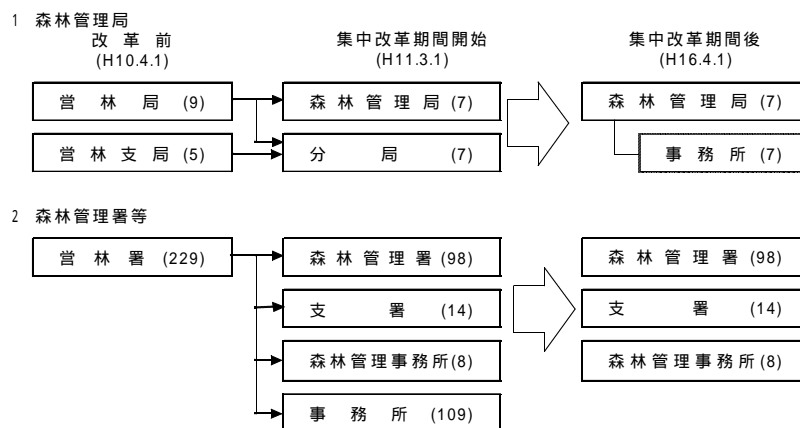 1 森林管理局
改革前 集中改革期間開始 集中改革期間後
(H10.4.1) (H11.3.1) (H16.4.1)
営林局 (9) 森林管理局 (7) 森林管理局 (7)
営林支局 (5) 分局 (7) 事務所 (7)
2 森林管理署等
営林署 (229) 森林管理署 (98) 森林管理署 (98)
支署 (14) 支署 (14)
森林管理事務所(8) 森林管理事務所(8)
事務所 (109)